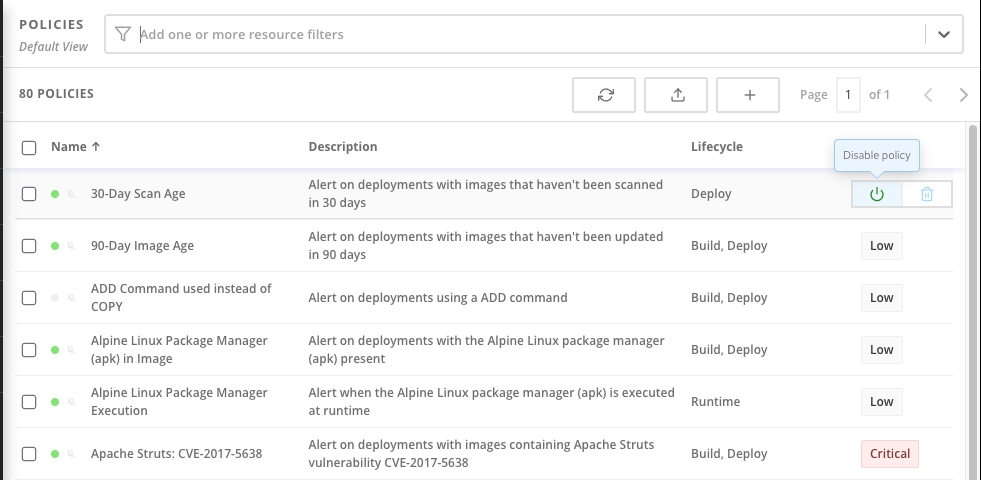 POLICIES
Default View
Add one or more resource filters
80 POLICIES
Page 1 of 1
Name Description Lifecycle
Disable policy
30-Day Scan Age
Alert on deployments with images that haven't been scanned
in 30 days
Deploy
90-Day Image Age
Alert on deployments with images that haven't been updated
in 90 days
Build, Deploy
Low
ADD Command used instead of
COPY
Alert on deployments using a ADD command
Build, Deploy
Low
Alpine Linux Package Manager
(apk) in Image
Alert on deployments with the Alpine Linux package manager
(apk) present
Build, Deploy
Low
Alpine Linux Package Manager
Execution
Alert when the Alpine Linux package manager (apk) is executed
at runtime
Runtime
Low
Apache Struts: CVE-2017-5638
Alert on deployments with images containing Apache Struts
vulnerability CVE-2017-5638
Build, Deploy
Critical